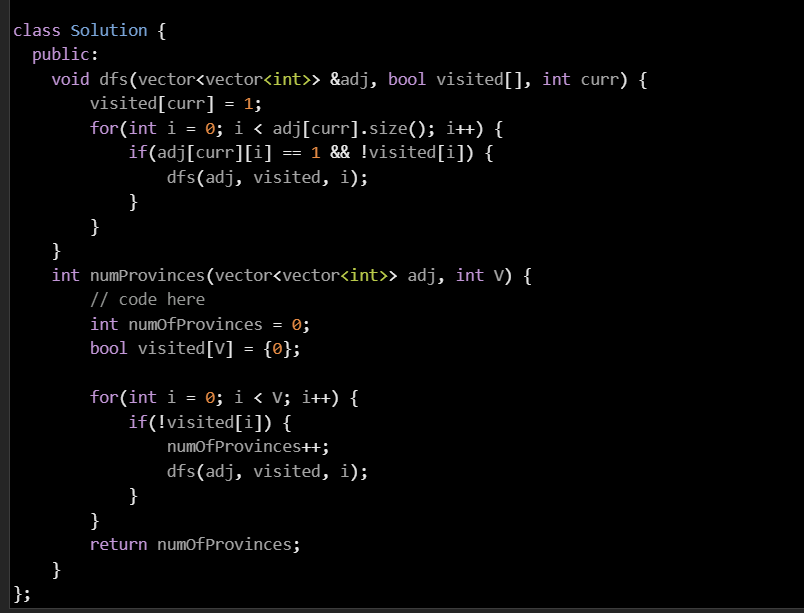 class Solution {
  public:
    void dfs(vector<vector<int>> &adj, bool visited[], int curr) {
        visited[curr] = 1;
        for(int i = 0; i < adj[curr].size(); i++) {
            if(adj[curr][i] == 1 && !visited[i]) {
                dfs(adj, visited, i);
            }
        }
    }
    int numProvinces(vector<vector<int>> adj, int V) {
        // code here
        int numOfProvinces = 0;
        bool visited[V] = {0};

        for(int i = 0; i < V; i++) {
            if(!visited[i]) {
                numOfProvinces++;
                dfs(adj, visited, i);
            }
        }
        return numOfProvinces;
    }
};